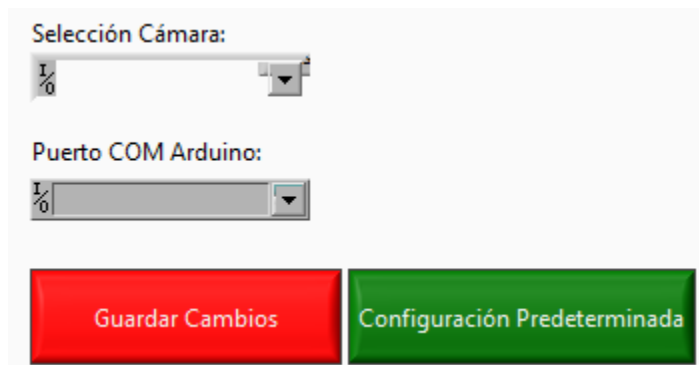 Selección Cámara:
I/O
Puerto COM Arduino:
I/O
Guardar Cambios
Configuración Predeterminada